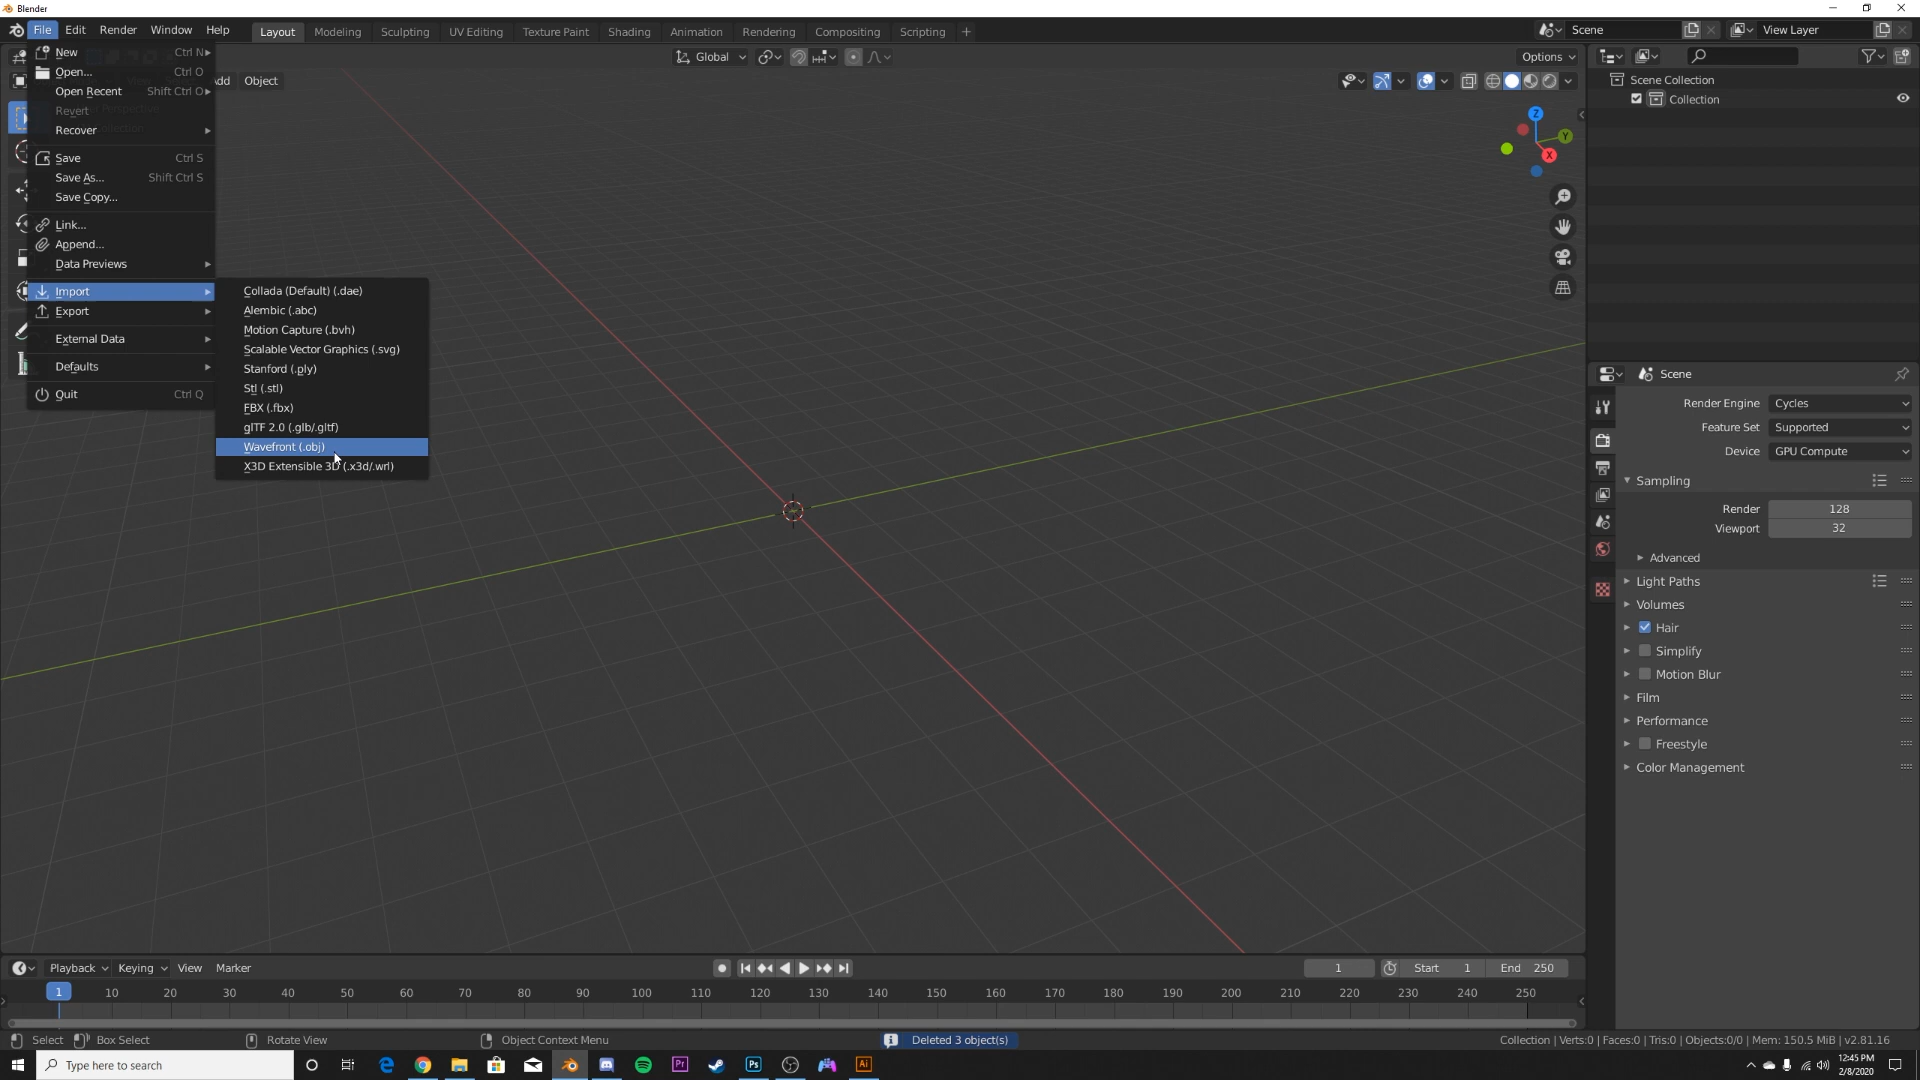 Blender
File Edit Render Window Help Layout Modeling Sculpting UV Editing Texture Paint Shading Animation Rendering Compositing Scripting + Scene View Layer
New Ctrl N
Open... Ctrl O
Open Recent Shift Ctrl O
Revert
Recover
Save Ctrl S
Save As... Shift Ctrl S
Save Copy...
Link...
Append...
Data Previews
Import
Export
External Data
Defaults
Quit Ctrl Q
Collada (Default) (.dae)
Alembic (.abc)
Motion Capture (.bvh)
Scalable Vector Graphics (.svg)
Stanford (.ply)
Stl (.stl)
FBX (.fbx)
glTF 2.0 (.glb/.gltf)
Wavefront (.obj)
X3D Extensible 3D (.x3d/.wrl)
Global Options
Object
Z
Y
X
Scene Collection
Collection
Scene
Render Engine Cycles
Feature Set Supported
Device GPU Compute
Sampling
Render 128
Viewport 32
Advanced
Light Paths
Volumes
Hair
Simplify
Motion Blur
Film
Performance
Freestyle
Color Management
Playback Keying View Marker 1 Start 1 End 250
1 10 20 30 40 50 60 70 80 90 100 110 120 130 140 150 160 170 180 190 200 210 220 230 240 250
Select Box Select Rotate View Object Context Menu Deleted 3 object(s) Collection | Verts:0 | Faces:0 | Tris:0 | Objects:0/0 | Mem: 150.5 MiB | v2.81.16
Type here to search Pr Ps Ai
12:45 PM
2/8/2020